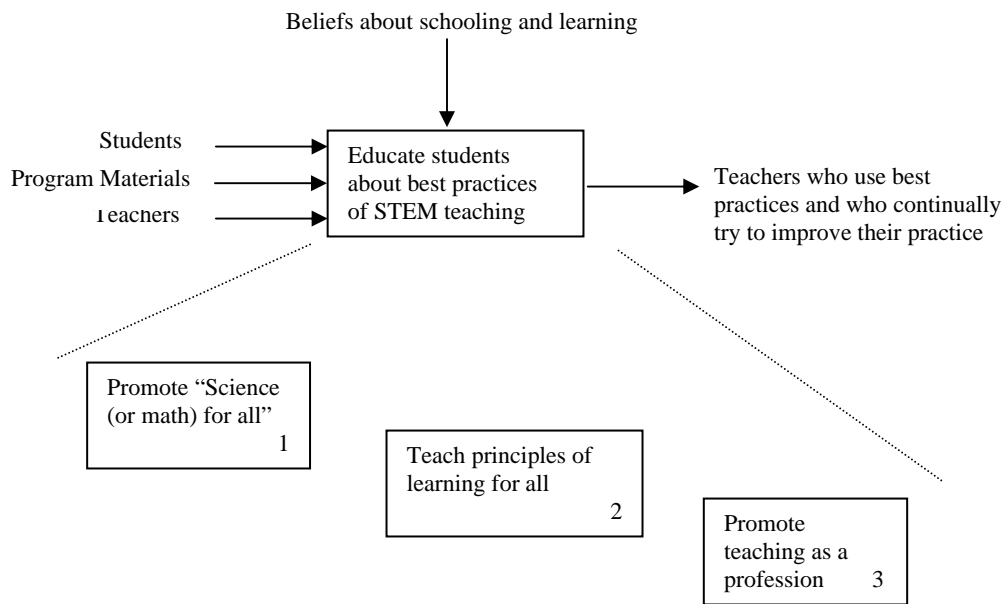 Beliefs about schooling and learning
Students
Program Materials
Teachers
Educate students
about best practices
of STEM teaching
Teachers who use best
practices and who continually
try to improve their practice
Promote “Science
(or math) for all”
1
Teach principles of
learning for all
2
Promote
teaching as a
profession 3